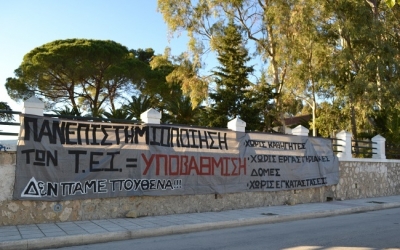 ΠΑΝΕΠΙΣΤΗΜΙΟΠΟΙΗΣΗ
ΤΩΝ Τ.Ε.Ι. = ΥΠΟΒΑΘΜΙΣΗ
ΔΕΝ ΠΑΜΕ ΠΟΥΘΕΝΑ!!!
ΧΩΡΙΣ ΚΑΘΗΓΗΤΕΣ
·ΧΩΡΙΣ ΕΡΓΑΣΤΗΡΙΑΚΕΣ
ΔΟΜΕΣ
·ΧΩΡΙΣ ΕΓΚΑΤΑΣΤΑΣΕΙΣ